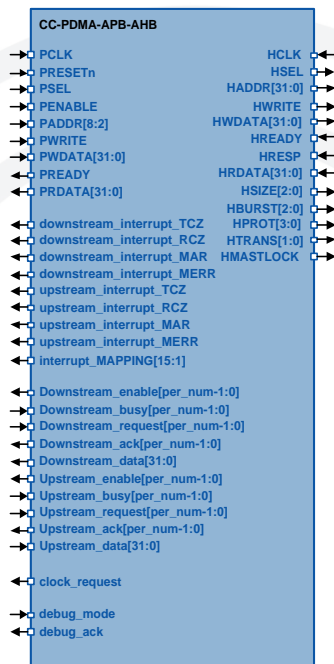 CC-PDMA-APB-AHB
PCLK HCLK
PRESETn HSEL
PSEL HADDR[31:0]
PENABLE HWRITE
PADDR[8:2] HWDATA[31:0]
PWRITE HREADY
PWDATA[31:0] HRESP
PREADY HRDATA[31:0]
PRDATA[31:0] HSIZE[2:0]
HBURST[2:0]
downstream_interrupt_TCZ HPROT[3:0]
downstream_interrupt_RCZ HTRANS[1:0]
downstream_interrupt_MAR HMASTLOCK
downstream_interrupt_MERR
upstream_interrupt_TCZ
upstream_interrupt_RCZ
upstream_interrupt_MAR
upstream_interrupt_MERR
interrupt_MAPPING[15:1]
Downstream_enable[per_num-1:0]
Downstream_busy[per_num-1:0]
Downstream_request[per_num-1:0]
Downstream_ack[per_num-1:0]
Downstream_data[31:0]
Upstream_enable[per_num-1:0]
Upstream_busy[per_num-1:0]
Upstream_request[per_num-1:0]
Upstream_ack[per_num-1:0]
Upstream_data[31:0]
clock_request
debug_mode
debug_ack